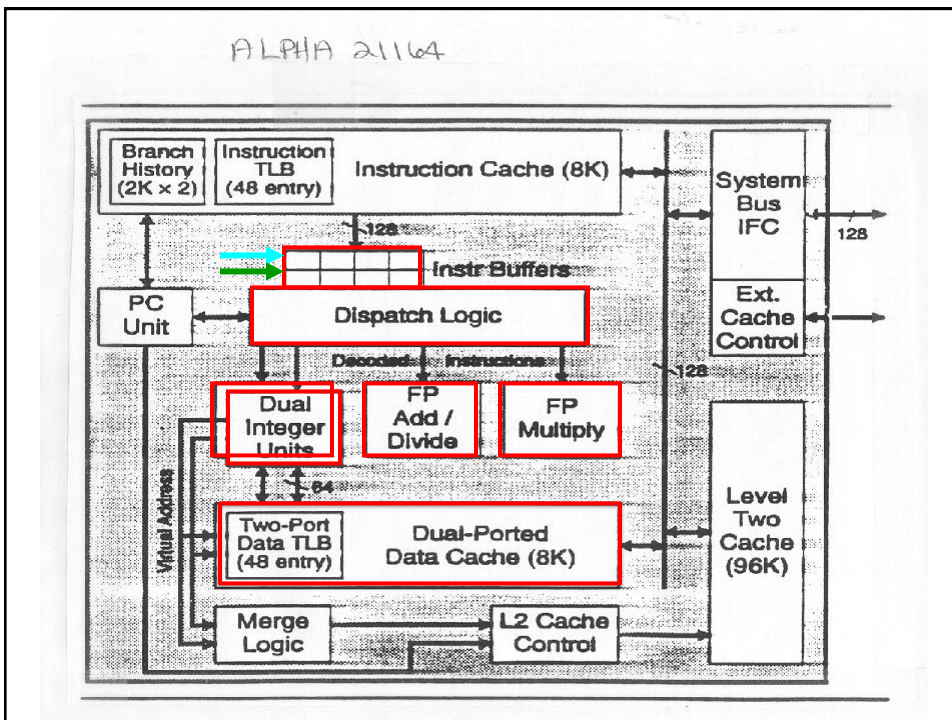 ALPHA 21164
Branch
History
(2K × 2)
Instruction
TLB
(48 entry)
Instruction Cache (8K)
System
Bus
IFC
128
128
Instr Buffers
PC
Unit
Dispatch Logic
Ext.
Cache
Control
Decoded Instructions
128
Dual
Integer
Units
FP
Add /
Divide
FP
Multiply
64
Virtual Address
Two-Port
Data TLB
(48 entry)
Dual-Ported
Data Cache (8K)
Level
Two
Cache
(96K)
Merge
Logic
L2 Cache
Control